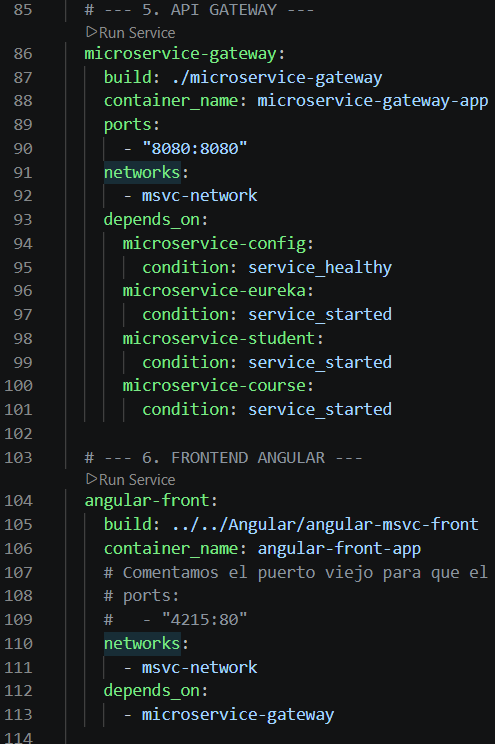 85 # --- 5. API GATEWAY ---
▷Run Service
86 microservice-gateway:
87 build: ./microservice-gateway
88 container_name: microservice-gateway-app
89 ports:
90 - "8080:8080"
91 networks:
92 - msvc-network
93 depends_on:
94 microservice-config:
95 condition: service_healthy
96 microservice-eureka:
97 condition: service_started
98 microservice-student:
99 condition: service_started
100 microservice-course:
101 condition: service_started
102
103 # --- 6. FRONTEND ANGULAR ---
▷Run Service
104 angular-front:
105 build: ../../Angular/angular-msvc-front
106 container_name: angular-front-app
107 # Comentamos el puerto viejo para que el
108 # ports:
109 #   - "4215:80"
110 networks:
111 - msvc-network
112 depends_on:
113 - microservice-gateway
114